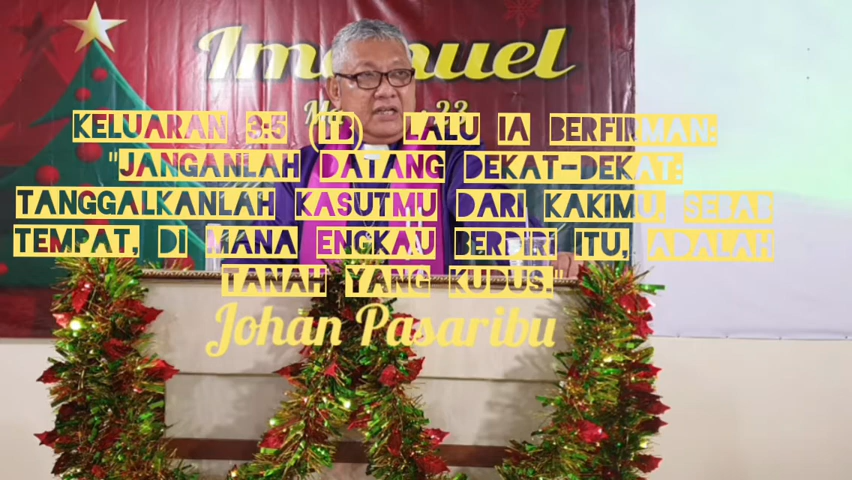 Imanuel
KELUARAN 3:5 (TB) LALU IA BERFIRMAN:
"JANGANLAH DATANG DEKAT-DEKAT:
TANGGALKANLAH KASUTMU DARI KAKIMU, SEBAB
TEMPAT, DI MANA ENGKAU BERDIRI ITU, ADALAH
TANAH YANG KUDUS."
Johan Pasaribu